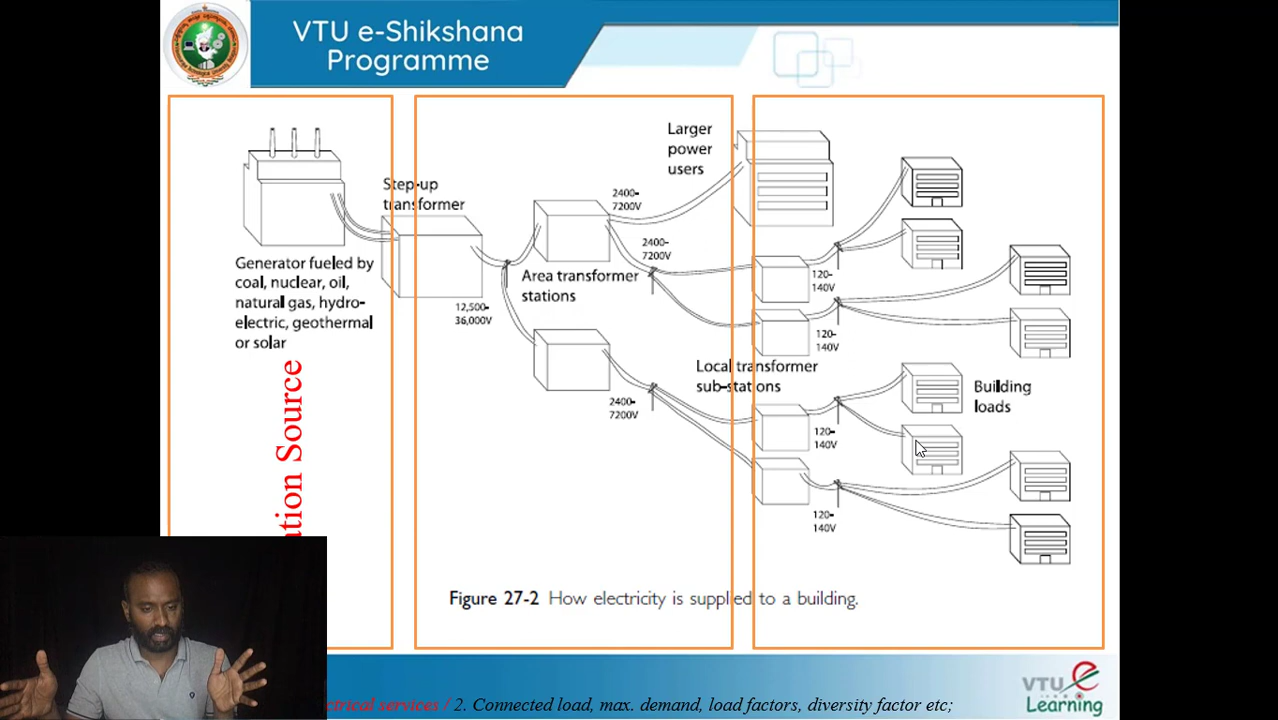 VTU e-Shikshana
Programme
Larger
power
users
Step-up
transformer
2400-
7200V
2400-
7200V
Generator fueled by
coal, nuclear, oil,
natural gas, hydro-
electric, geothermal
or solar
Area transformer
stations
12,500-
36,000V
120-
140V
120-
140V
Local transformer
sub-stations
2400-
7200V
Building
loads
120-
140V
120-
140V
ation Source
Figure 27-2 How electricity is supplied to a building.
ctrical services / 2. Connected load, max. demand, load factors, diversity factor etc;
VTU
Learning